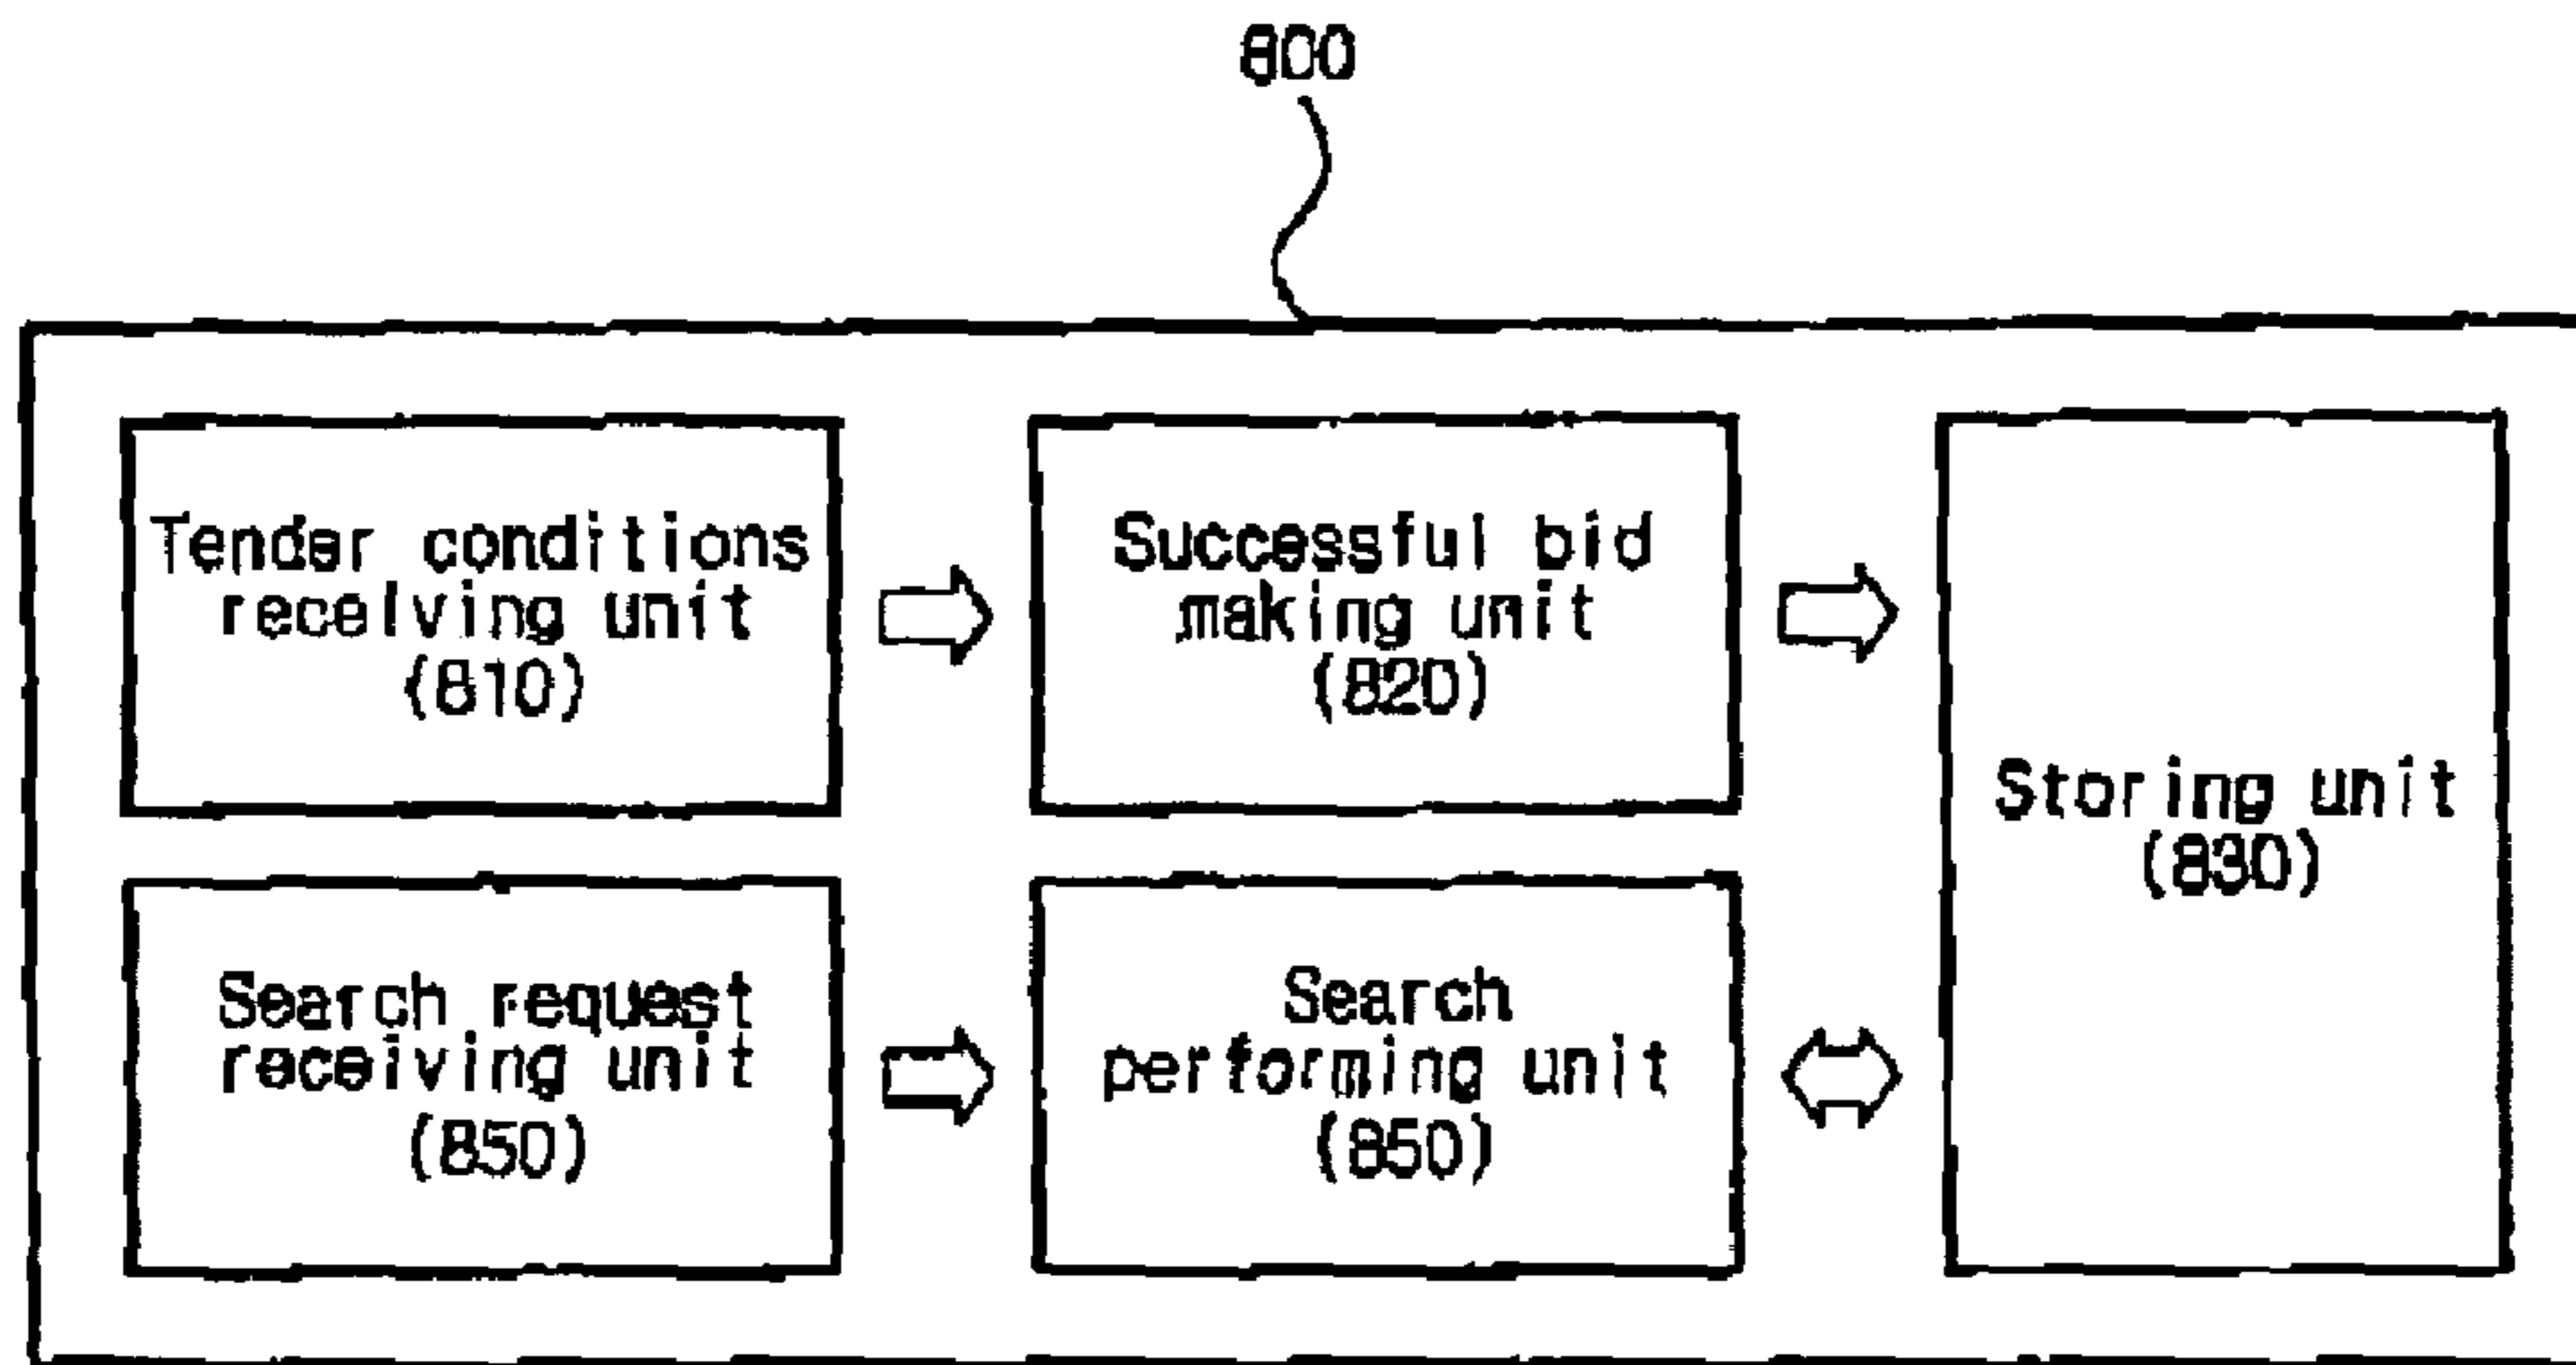 800
Tender conditions
receiving unit
(810)
Successful bid
making unit
(820)
Storing unit
(830)
Search request
receiving unit
(850)
Search
performing unit
(850)